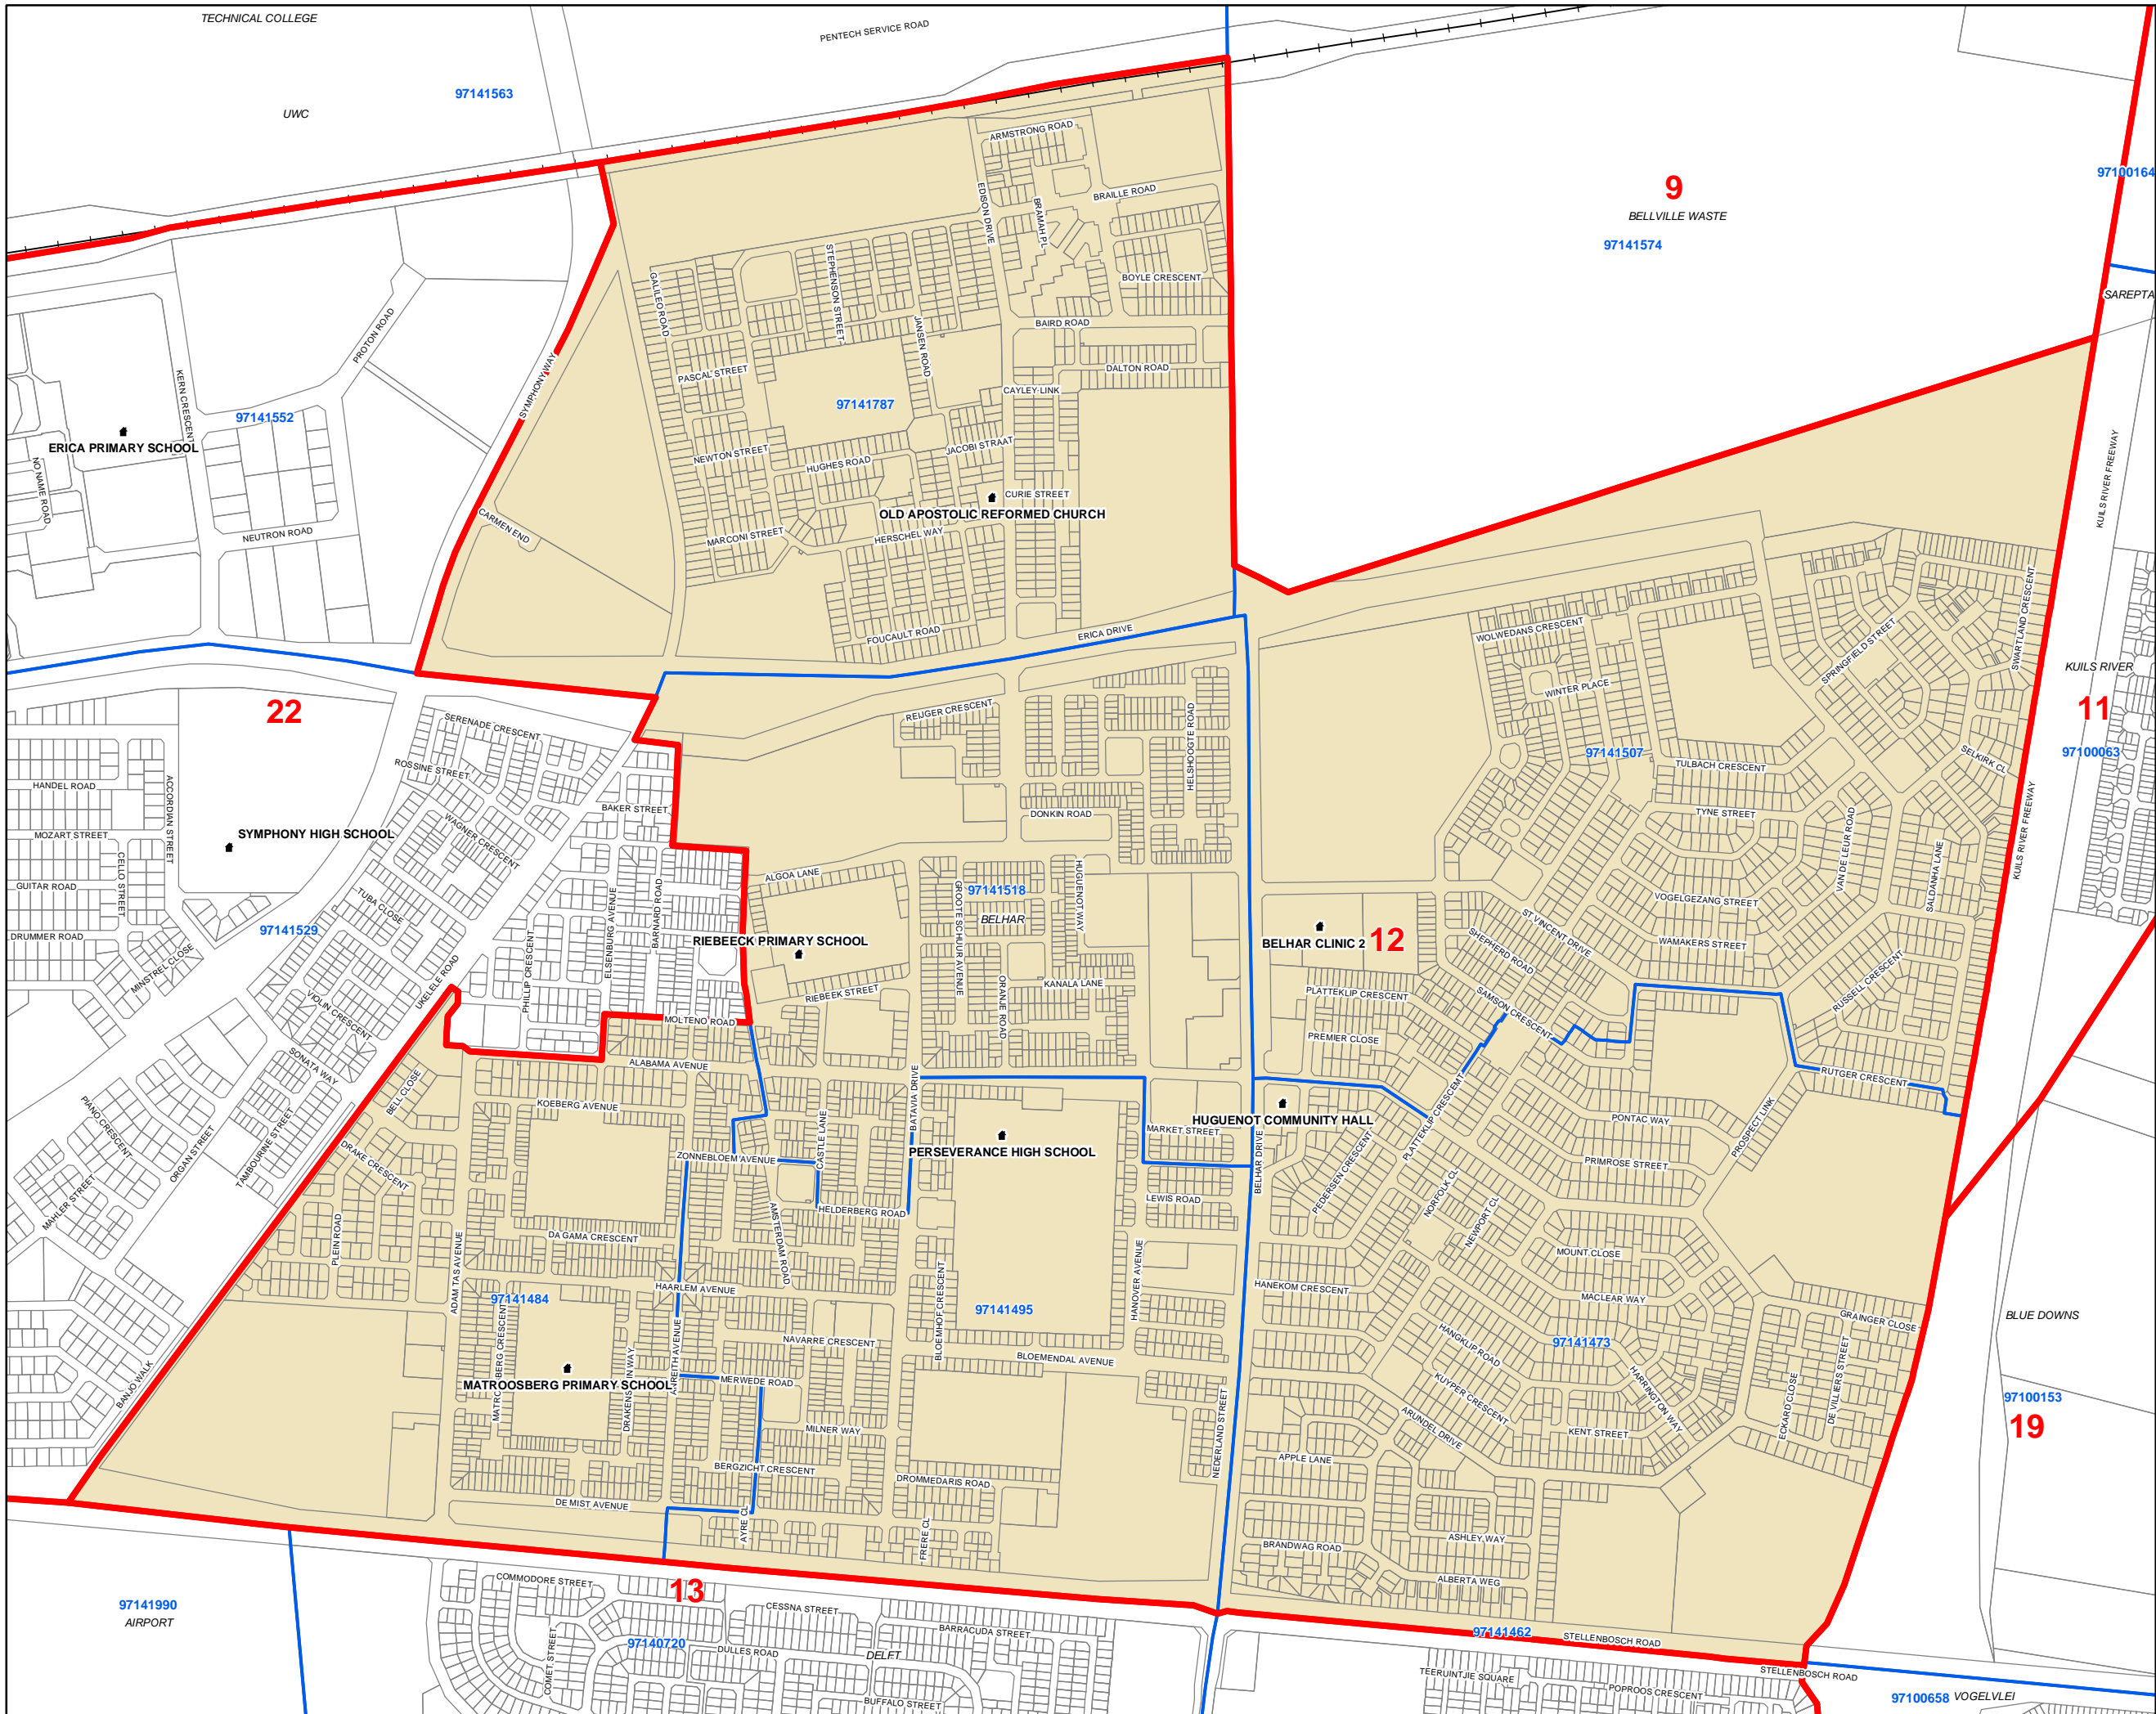 TECHNICAL COLLEGE
PENTECH SERVICE ROAD
97141563
UWC
ARMSTRONG ROAD
97100164
9
BELLVILLE WASTE
97141574
EDISON DRIVE
BRAILLE ROAD
BRAMAH PL
STEPHENSON STREET
GALILEO ROAD
BOYLE CRESCENT
SAREPTA
PROTON ROAD
BAIRD ROAD
JANSEN ROAD
KERN CRESCENT
SYMPHONY WAY
PASCAL STREET
DALTON ROAD
CAYLEY LINK
97141787
97141552
ERICA PRIMARY SCHOOL
NO NAME ROAD
NEWTON STREET
HUGHES ROAD
JACOBI STRAAT
KUILS RIVER FREEWAY
CURIE STREET
OLD APOSTOLIC REFORMED CHURCH
CARMEN END
NEUTRON ROAD
MARCONI STREET
HERSCHEL WAY
FOUCAULT ROAD
ERICA DRIVE
WOLWEDANS CRESCENT
SPRINGFIELD STREET
SWARTLAND CRESCENT
KUILS RIVER
WINTER PLACE
11
22
SERENADE CRESCENT
REIJGER CRESCENT
HELSHOOGTE ROAD
97141507
97100063
SELKIRK CL
TULBACH CRESCENT
ROSSINE STREET
HANDEL ROAD
ACCORDIAN STREET
BAKER STREET
DONKIN ROAD
TYNE STREET
VAN DE LEUR ROAD
KUILS RIVER FREEWAY
MOZART STREET
SYMPHONY HIGH SCHOOL
WAGNER CRESCENT
CELLO STREET
GUITAR ROAD
ALGOA LANE
97141518
BELHAR
GROOTE SCHUUR AVENUE
HUGUENOT WAY
VOGELGEZANG STREET
SALDANHA LANE
TUBA CLOSE
ELSENBURG AVENUE
BARNARD ROAD
97141529
DRUMMER ROAD
MINSTREL CLOSE
RIEBEECK PRIMARY SCHOOL
BELHAR CLINIC 2
12
ST VINCENT DRIVE
SHEPHERD ROAD
WAMAKERS STREET
UKELELE ROAD
PHILLIP CRESCENT
RIEBEEK STREET
ORANJE ROAD
KANALA LANE
PLATTEKLIP CRESCENT
SAMSON CRESCENT
RUSSELL CRESCENT
VIOLIN CRESCENT
MOLTENO ROAD
PREMIER CLOSE
SONATA WAY
ALABAMA AVENUE
RUTGER CRESCENT
BELL CLOSE
KOEBERG AVENUE
BATAVIA DRIVE
PLATTEKLIP CRESCEMT
HUGUENOT COMMUNITY HALL
PONTAC WAY
PROSPECT LINK
PIANO CRESCENT
ORGAN STREET
TAMBOURINE STREET
DRAKE CRESCENT
CASTLE LANE
MARKET STREET
ZONNEBLOEM AVENUE
PERSEVERANCE HIGH SCHOOL
BELHAR DRIVE
PEDERSEN CRESCENT
PRIMROSE STREET
MAHLER STREET
PLEIN ROAD
AMSTERDAM ROAD
HELDERBERG ROAD
LEWIS ROAD
NORFOLK CL
NEWPORT CL
DA GAMA CRESCENT
ADAM TAS AVENUE
MOUNT CLOSE
HAARLEM AVENUE
HANOVER AVENUE
HANEKOM CRESCENT
MACLEAR WAY
97141484
97141495
BLOEMHOF CRESCENT
GRAINGER CLOSE
BLUE DOWNS
NAVARRE CRESCENT
HANGKLIP ROAD
97141473
BLOEMENDAL AVENUE
DE VILLIERS STREET
MATROOSBERG PRIMARY SCHOOL
DRAKENSTEIN WAY
ANREITH AVENUE
MERWEDE ROAD
KUYPER CRESCENT
HARRINGTON WAY
ECKARD CLOSE
97100153
BANJO WALK
19
MILNER WAY
NEDERLAND STREET
ARUNDEL DRIVE
KENT STREET
APPLE LANE
BERGZICHT CRESCENT
DROMMEDARIS ROAD
DE MIST AVENUE
AYRE CL
FRERE CL
BRANDWAG ROAD
ASHLEY WAY
ALBERTA WEG
COMMODORE STREET
13
97141990
AIRPORT
CESSNA STREET
BARRACUDA STREET
97141462
STELLENBOSCH ROAD
97140720
DULLES ROAD
DELFT
COMET STREET
TEERUINTJIE SQUARE
STELLENBOSCH ROAD
POPROOS CRESCENT
BUFFALO STREET
97100658 VOGELVLEI